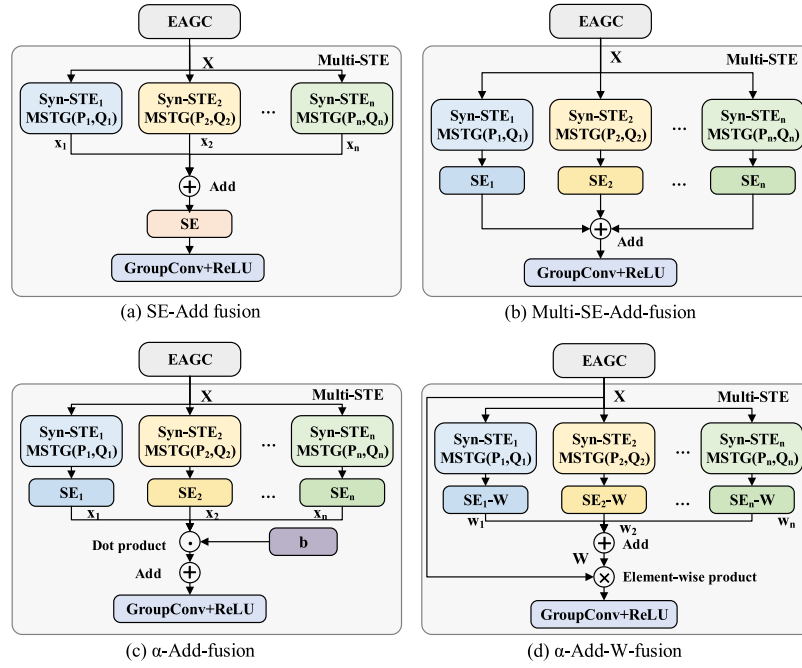 EAGC
X
Multi-STE
Syn-STE₁
MSTG(P₁,Q₁)
Syn-STE₂
MSTG(P₂,Q₂)
...
Syn-STEₙ
MSTG(Pₙ,Qₙ)
x₁
x₂
xₙ
Add
SE
GroupConv+ReLU
(a) SE-Add fusion
EAGC
X
Multi-STE
Syn-STE₁
MSTG(P₁,Q₁)
Syn-STE₂
MSTG(P₂,Q₂)
...
Syn-STEₙ
MSTG(Pₙ,Qₙ)
SE₁
SE₂
...
SEₙ
Add
GroupConv+ReLU
(b) Multi-SE-Add-fusion
EAGC
X
Multi-STE
Syn-STE₁
MSTG(P₁,Q₁)
Syn-STE₂
MSTG(P₂,Q₂)
...
Syn-STEₙ
MSTG(Pₙ,Qₙ)
SE₁
SE₂
...
SEₙ
x₁
x₂
xₙ
Dot product
b
Add
GroupConv+ReLU
(c) α-Add-fusion
EAGC
X
Multi-STE
Syn-STE₁
MSTG(P₁,Q₁)
Syn-STE₂
MSTG(P₂,Q₂)
...
Syn-STEₙ
MSTG(Pₙ,Qₙ)
SE₁-W
SE₂-W
...
SEₙ-W
w₁
w₂
wₙ
Add
W
Element-wise product
GroupConv+ReLU
(d) α-Add-W-fusion